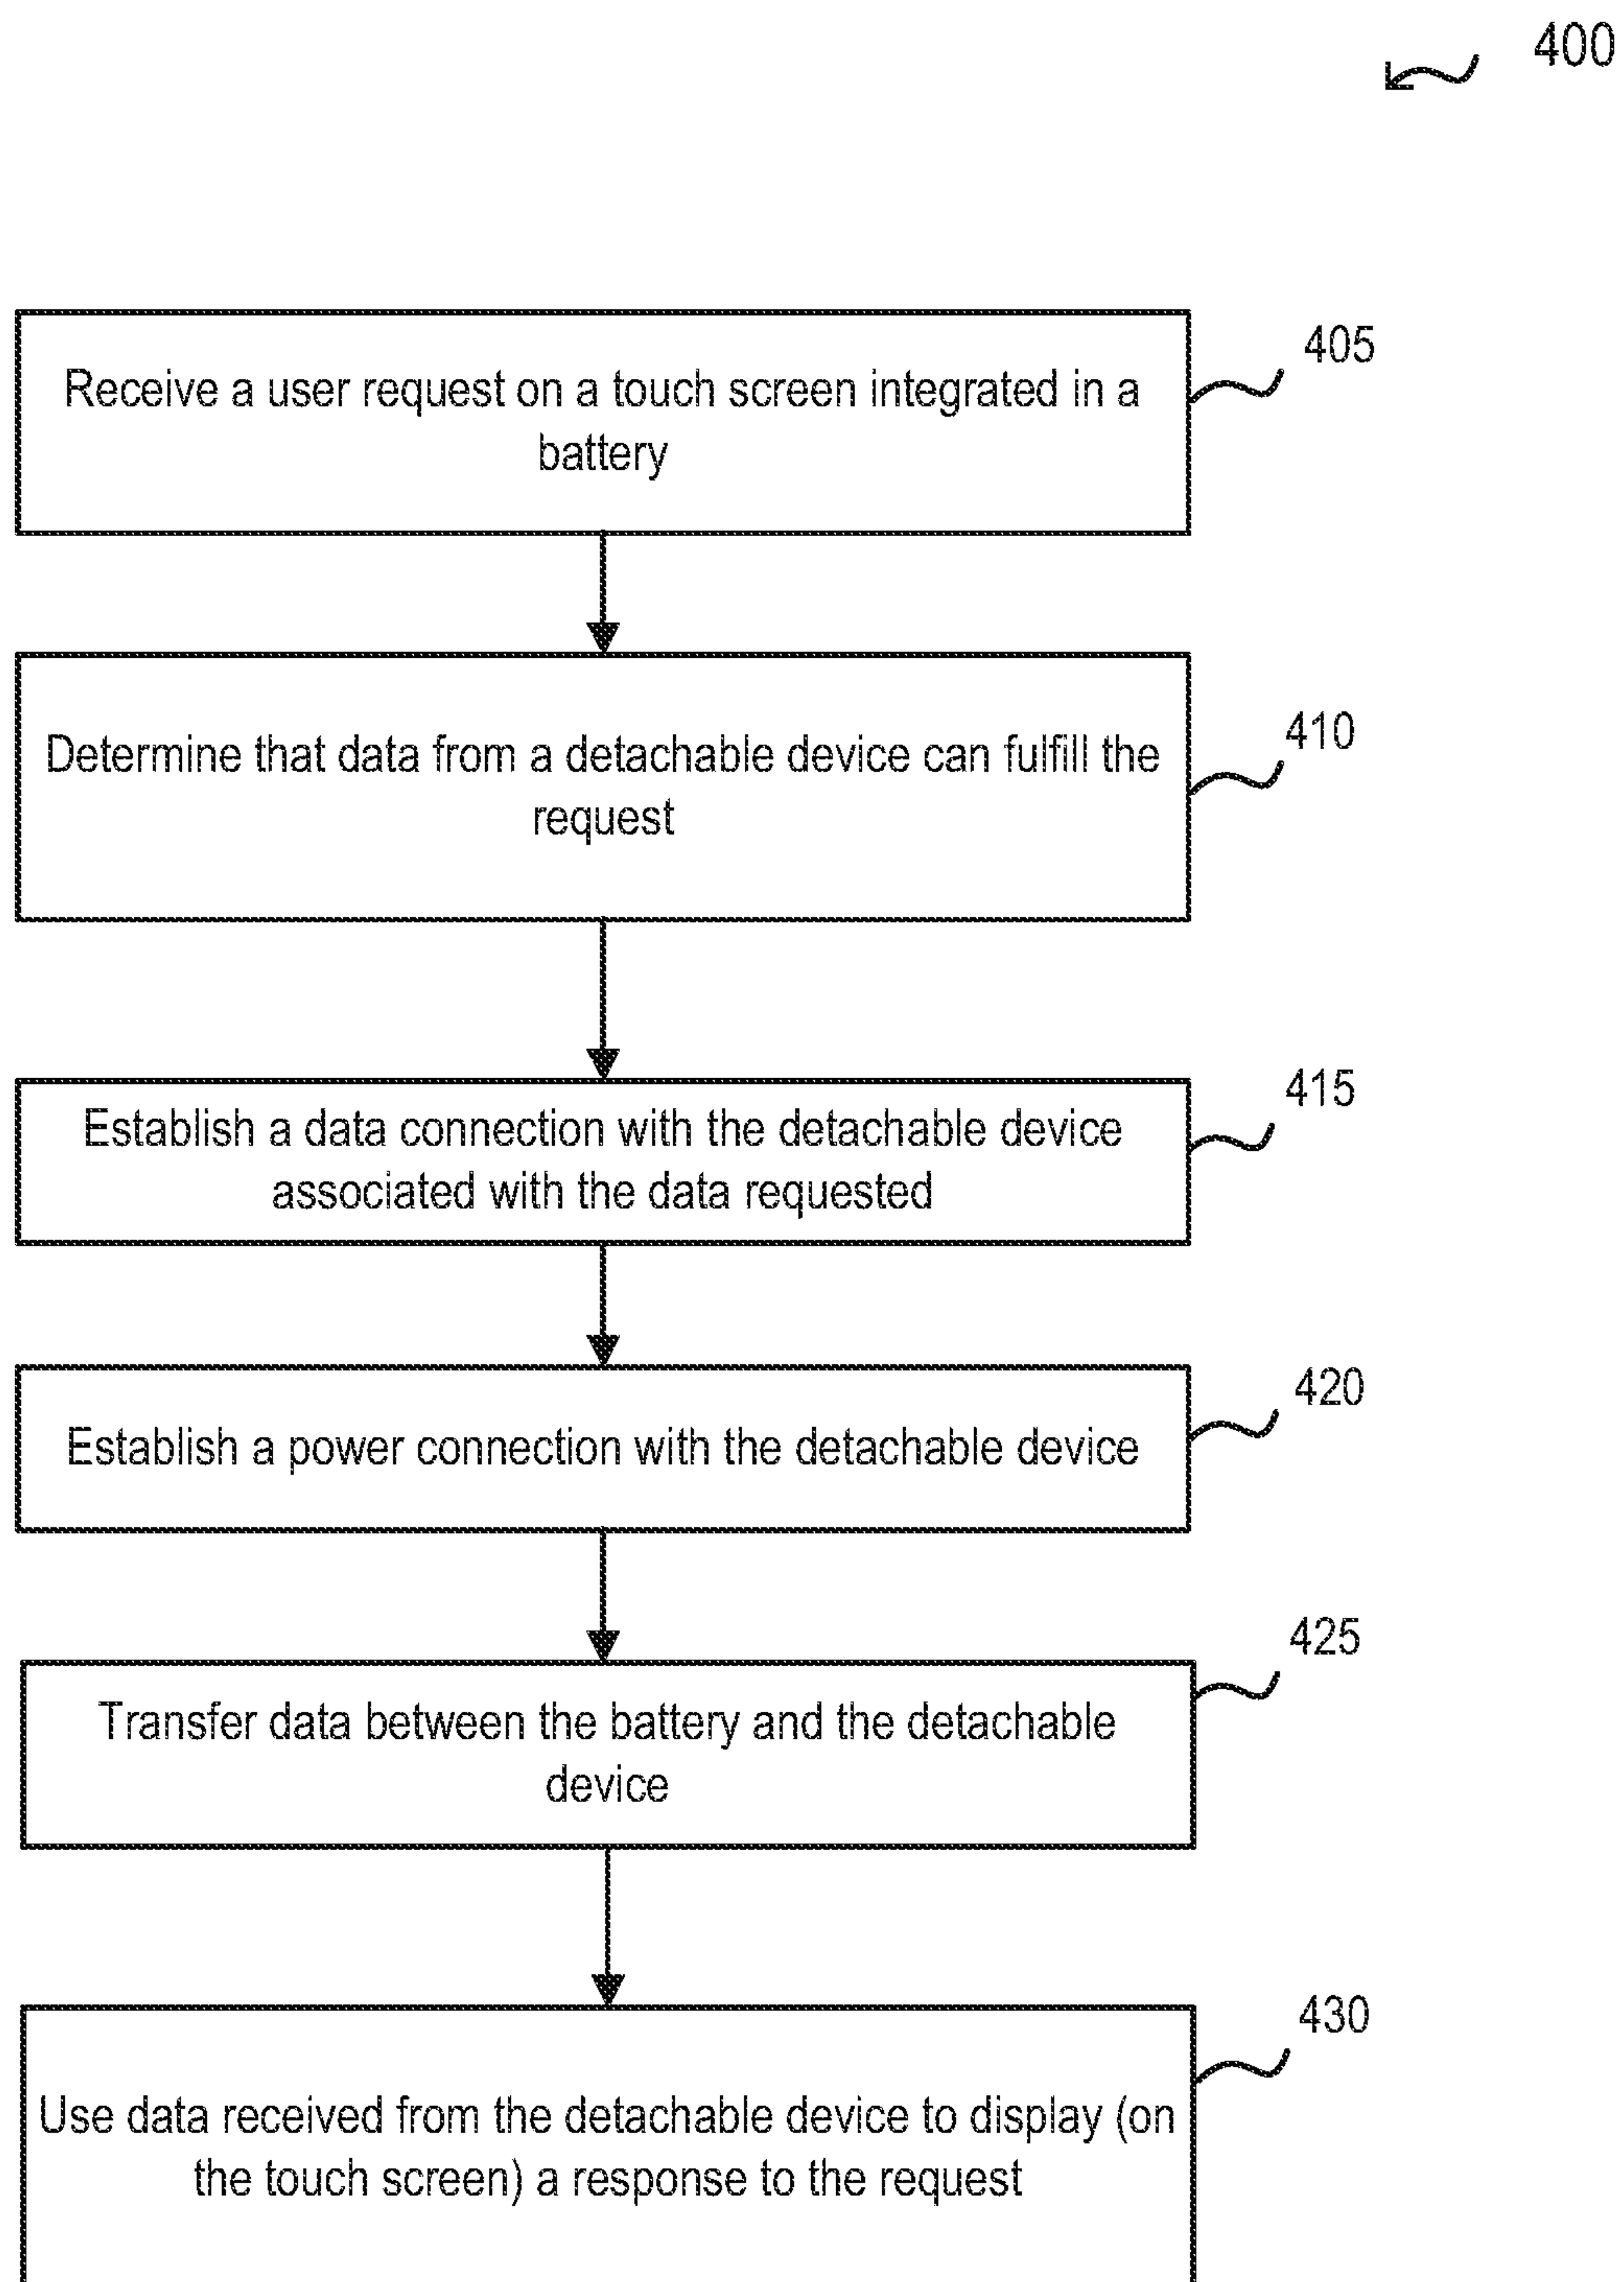 400
405
Receive a user request on a touch screen integrated in a
battery
410
Determine that data from a detachable device can fulfill the
request
415
Establish a data connection with the detachable device
associated with the data requested
420
Establish a power connection with the detachable device
425
Transfer data between the battery and the detachable
device
430
Use data received from the detachable device to display (on
the touch screen) a response to the request